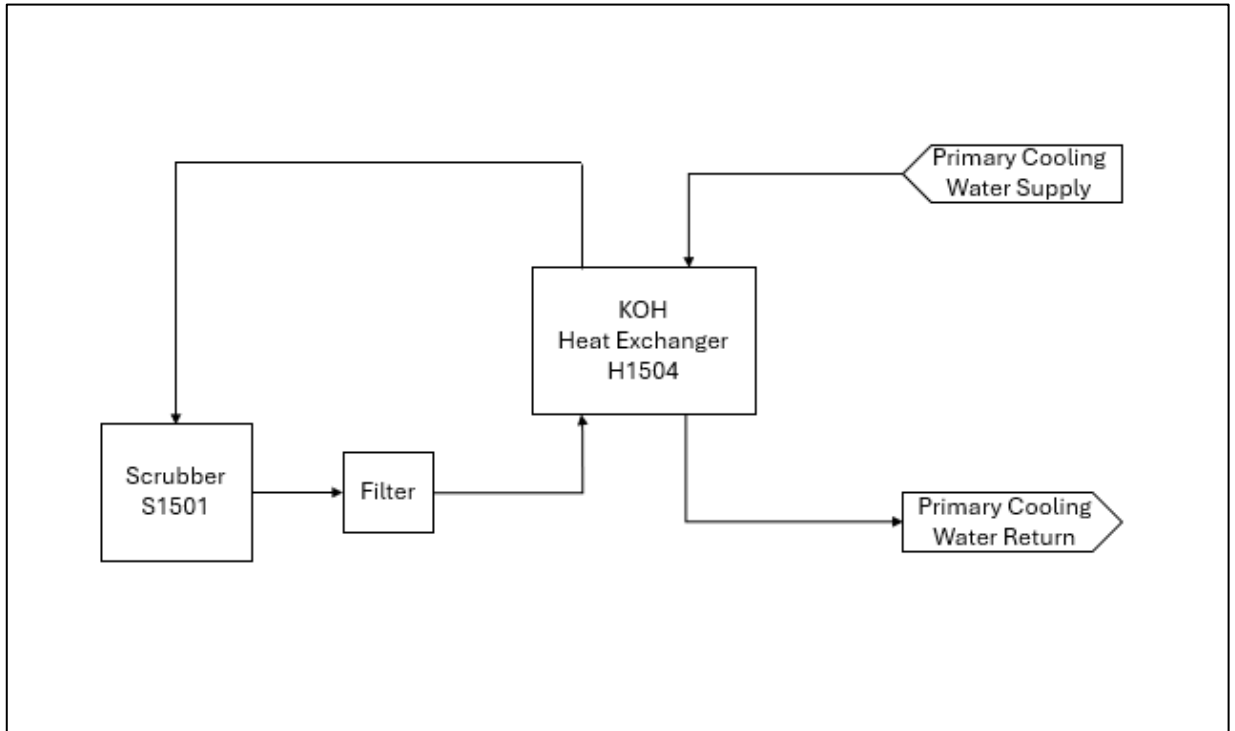 Primary Cooling
Water Supply
KOH
Heat Exchanger
H1504
Scrubber
S1501
Filter
Primary Cooling
Water Return